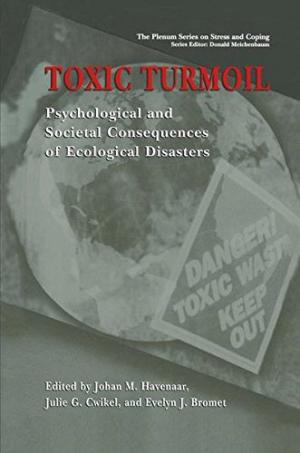 The Plenum Series on Stress and Coping
Series Editor: Donald Meichenbaum
TOXIC TURMOIL
Psychological and
Societal Consequences
of Ecological Disasters
DANGER!
TOXIC WAST
KEEP
OUT
Edited by Johan M. Havenaar,
Julie G. Cwikel, and Evelyn J. Bromet